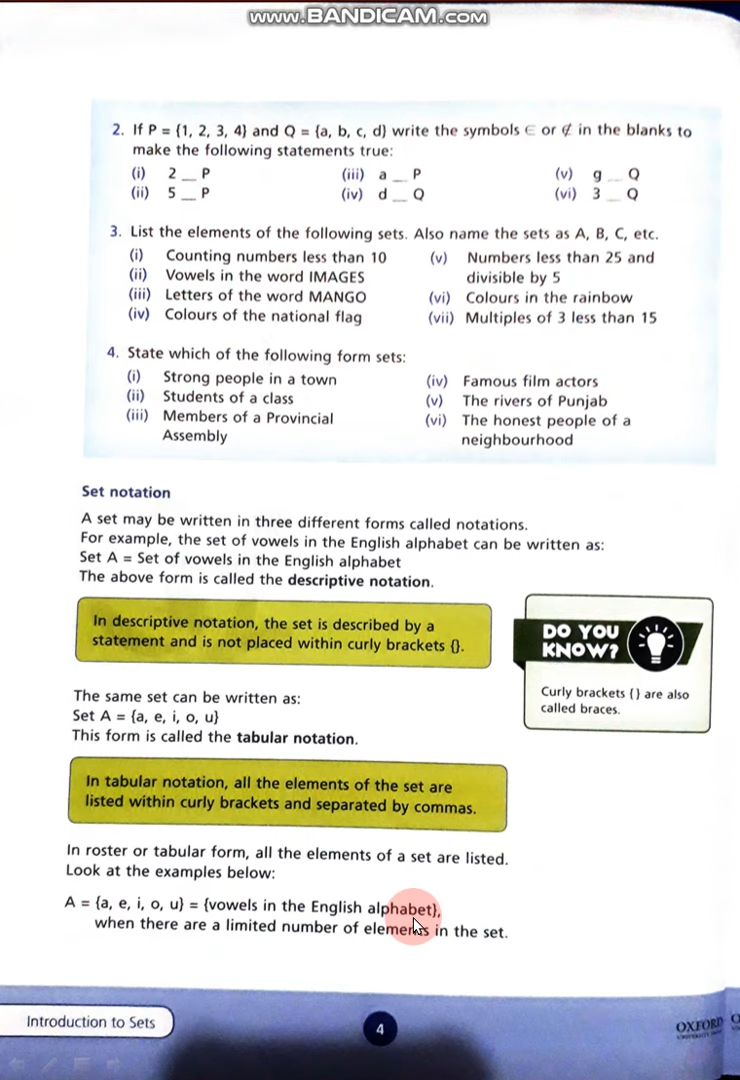 www.BANDICAM.com
2. If P = {1, 2, 3, 4} and Q = {a, b, c, d} write the symbols ∈ or ∉ in the blanks to
make the following statements true:
(i) 2 __ P (iii) a __ P (v) g __ Q
(ii) 5 __ P (iv) d __ Q (vi) 3 __ Q
3. List the elements of the following sets. Also name the sets as A, B, C, etc.
(i) Counting numbers less than 10
(ii) Vowels in the word IMAGES
(iii) Letters of the word MANGO
(iv) Colours of the national flag
(v) Numbers less than 25 and
divisible by 5
(vi) Colours in the rainbow
(vii) Multiples of 3 less than 15
4. State which of the following form sets:
(i) Strong people in a town
(ii) Students of a class
(iii) Members of a Provincial
Assembly
(iv) Famous film actors
(v) The rivers of Punjab
(vi) The honest people of a
neighbourhood
Set notation
A set may be written in three different forms called notations.
For example, the set of vowels in the English alphabet can be written as:
Set A = Set of vowels in the English alphabet
The above form is called the descriptive notation.
In descriptive notation, the set is described by a
statement and is not placed within curly brackets {}.
DO YOU
KNOW?
Curly brackets { } are also
called braces.
The same set can be written as:
Set A = {a, e, i, o, u}
This form is called the tabular notation.
In tabular notation, all the elements of the set are
listed within curly brackets and separated by commas.
In roster or tabular form, all the elements of a set are listed.
Look at the examples below:
A = {a, e, i, o, u} = {vowels in the English alphabet},
when there are a limited number of elements in the set.
Introduction to Sets
4
OXFORD